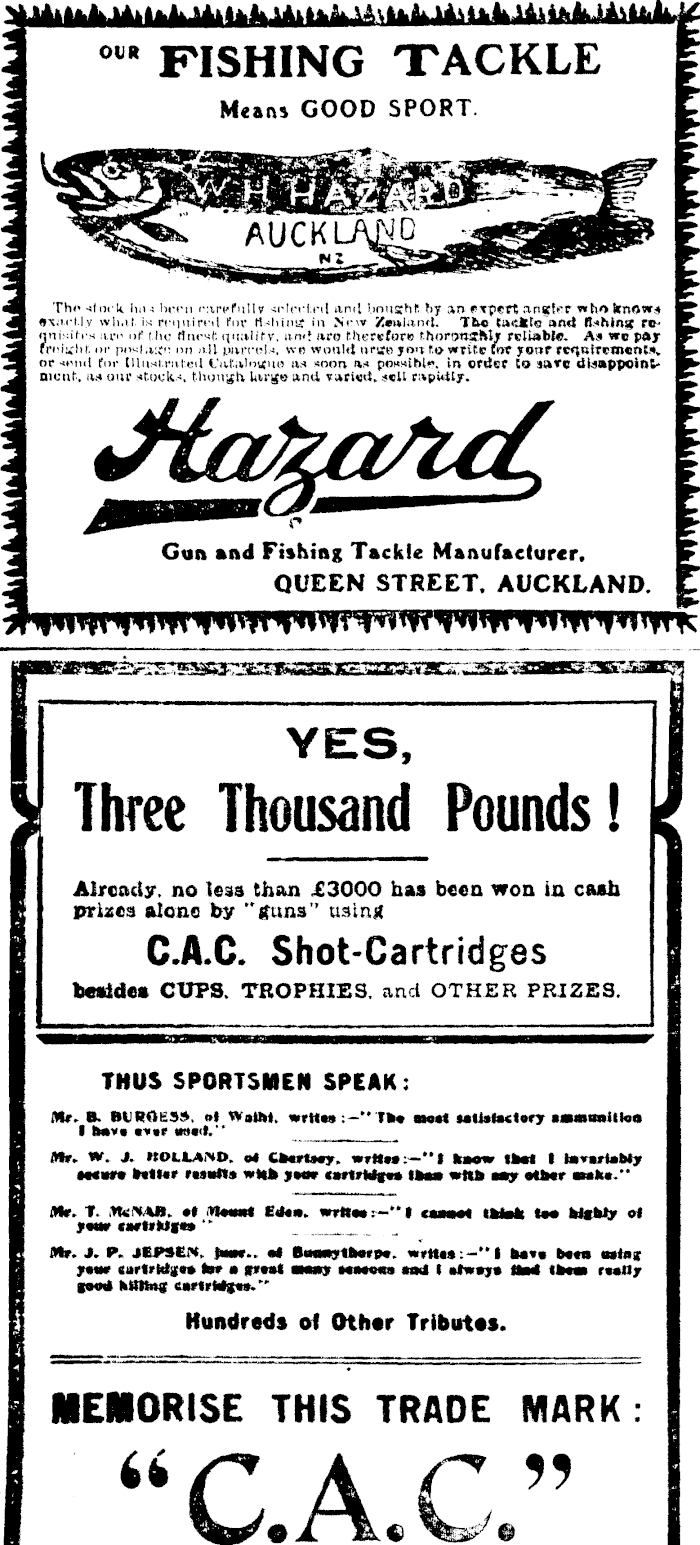 OUR FISHING TACKLE
Means GOOD SPORT.
W H HAZARD
AUCKLAND
NZ
The stock has been carefully selected and bought by an expert angler who knows
exactly what is required for fishing in New Zealand. The tackle and fishing re-
quisites are of the finest quality, and are therefore thoroughly reliable. As we pay
freight or postage on all parcels, we would urge you to write for your requirements,
or send for Illustrated Catalogue as soon as possible, in order to save disappoint-
ment, as our stocks, though large and varied, sell rapidly.
Hazard
Gun and Fishing Tackle Manufacturer,
QUEEN STREET, AUCKLAND.
YES,
Three Thousand Pounds!
Already, no less than £3000 has been won in cash
prizes alone by "guns" using
C.A.C. Shot-Cartridges
besides CUPS, TROPHIES, and OTHER PRIZES.
THUS SPORTSMEN SPEAK:
Mr. B. BURGESS, of Waihi, writes:—"The most satisfactory ammunition
I have ever used."
Mr. W. J. HOLLAND, of Chertsey, writes:—"I know that I invariably
secure better results with your cartridges than with any other make."
Mr. T. McNAB, of Mount Eden, writes:—"I cannot think too highly of
your cartridges"
Mr. J. P. JEPSEN, junr., of Bunnythorpe, writes:—"I have been using
your cartridges for a great many seasons and I always find them really
good killing cartridges."
Hundreds of Other Tributes.
MEMORISE THIS TRADE MARK:
"C.A.C."